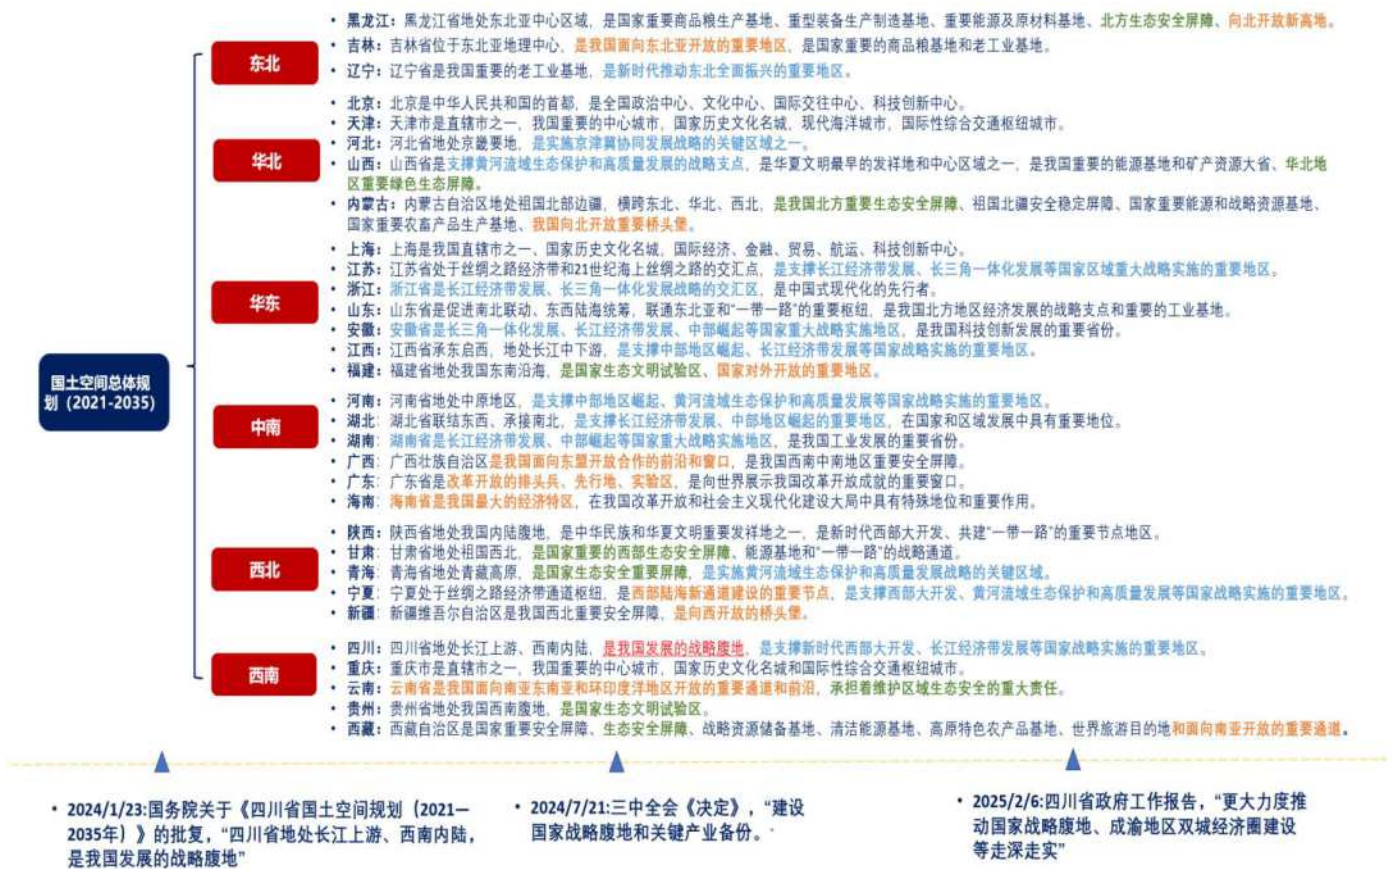 国土空间总体规
划（2021-2035）
东北
• 黑龙江：黑龙江省地处东北亚中心区域，是国家重要商品粮生产基地、重型装备生产制造基地、重要能源及原材料基地、北方生态安全屏障、向北开放新高地。
• 吉林：吉林省位于东北亚地理中心，是我国面向东北亚开放的重要地区，是国家重要的商品粮基地和老工业基地。
• 辽宁：辽宁省是我国重要的老工业基地，是新时代推动东北全面振兴的重要地区。
华北
• 北京：北京是中华人民共和国的首都，是全国政治中心、文化中心、国际交往中心、科技创新中心。
• 天津：天津市是直辖市之一，我国重要的中心城市，国家历史文化名城，现代海洋城市，国际性综合交通枢纽城市。
• 河北：河北省地处京畿要地，是实施京津冀协同发展战略的关键区域之一。
• 山西：山西省是支撑黄河流域生态保护和高质量发展的战略支点，是华夏文明最早的发祥地和中心区域之一，是我国重要的能源基地和矿产资源大省、华北地
区重要绿色生态屏障。
• 内蒙古：内蒙古自治区地处祖国北部边疆，横跨东北、华北、西北，是我国北方重要生态安全屏障、祖国北疆安全稳定屏障、国家重要能源和战略资源基地、
国家重要农畜产品生产基地、我国向北开放重要桥头堡。
华东
• 上海：上海是我国直辖市之一、国家历史文化名城，国际经济、金融、贸易、航运、科技创新中心。
• 江苏：江苏省处于丝绸之路经济带和21世纪海上丝绸之路的交汇点，是支撑长江经济带发展、长三角一体化发展等国家区域重大战略实施的重要地区。
• 浙江：浙江省是长江经济带发展、长三角一体化发展战略的交汇区，是中国式现代化的先行者。
• 山东：山东省是促进南北联动、东西陆海统筹，联通东北亚和“一带一路”的重要枢纽，是我国北方地区经济发展的战略支点和重要的工业基地。
• 安徽：安徽省是长三角一体化发展、长江经济带发展、中部崛起等国家重大战略实施地区，是我国科技创新发展的重要省份。
• 江西：江西省承东启西，地处长江中下游，是支撑中部地区崛起、长江经济带发展等国家战略实施的重要地区。
• 福建：福建省地处我国东南沿海，是国家生态文明试验区、国家对外开放的重要地区。
中南
• 河南：河南省地处中原地区，是支撑中部地区崛起、黄河流域生态保护和高质量发展等国家战略实施的重要地区。
• 湖北：湖北省联结东西、承接南北，是支撑长江经济带发展、中部地区崛起的重要地区，在国家和区域发展中具有重要地位。
• 湖南：湖南省是长江经济带发展、中部崛起等国家重大战略实施地区，是我国工业发展的重要省份。
• 广西：广西壮族自治区是我国面向东盟开放合作的前沿和窗口，是我国西南中南地区重要安全屏障。
• 广东：广东省是改革开放的排头兵、先行地、实验区，是向世界展示我国改革开放成就的重要窗口。
• 海南：海南省是我国最大的经济特区，在我国改革开放和社会主义现代化建设大局中具有特殊地位和重要作用。
西北
• 陕西：陕西省地处我国内陆腹地，是中华民族和华夏文明重要发祥地之一，是新时代西部大开发、共建“一带一路”的重要节点地区。
• 甘肃：甘肃省地处祖国西北，是国家重要的西部生态安全屏障、能源基地和“一带一路”的战略通道。
• 青海：青海省地处青藏高原，是国家生态安全重要屏障，是实施黄河流域生态保护和高质量发展战略的关键区域。
• 宁夏：宁夏处于丝绸之路经济带通道枢纽，是西部陆海新通道建设的重要节点，是支撑西部大开发、黄河流域生态保护和高质量发展等国家战略实施的重要地区。
• 新疆：新疆维吾尔自治区是我国西北重要安全屏障，是向西开放的桥头堡。
西南
• 四川：四川省地处长江上游、西南内陆，是我国发展的战略腹地，是支撑新时代西部大开发、长江经济带发展等国家战略实施的重要地区。
• 重庆：重庆市是直辖市之一，我国重要的中心城市，国家历史文化名城和国际性综合交通枢纽城市。
• 云南：云南省是我国面向南亚东南亚和环印度洋地区开放的重要通道和前沿，承担着维护区域生态安全的重大责任。
• 贵州：贵州省地处我国西南腹地，是国家生态文明试验区。
• 西藏：西藏自治区是国家重要安全屏障、生态安全屏障、战略资源储备基地、清洁能源基地、高原特色农产品基地、世界旅游目的地和面向南亚开放的重要通道。
• 2024/1/23:国务院关于《四川省国土空间规划（2021—
2035年）》的批复，“四川省地处长江上游、西南内陆，
是我国发展的战略腹地”
• 2024/7/21:三中全会《决定》，“建设
国家战略腹地和关键产业备份。
• 2025/2/6:四川省政府工作报告，“更大力度推
动国家战略腹地、成渝地区双城经济圈建设
等走深走实”